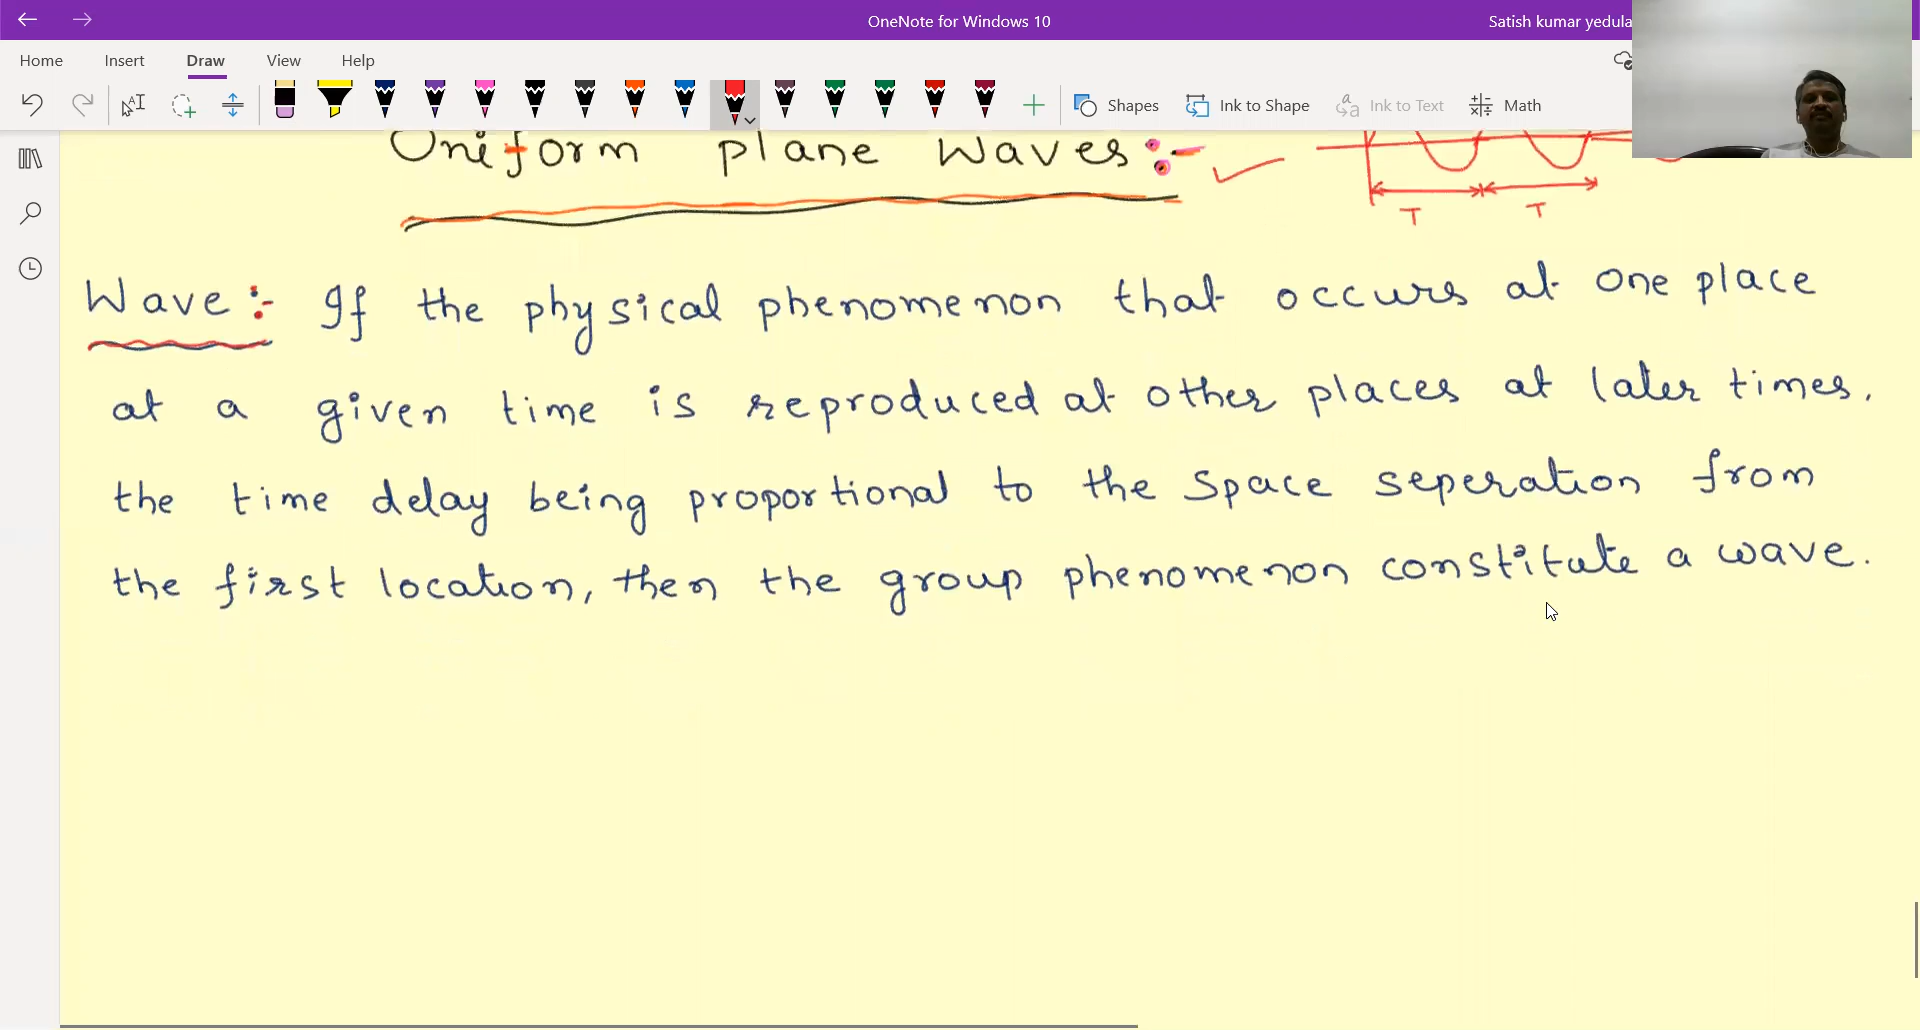 OneNote for Windows 10
Satish kumar yedula
Home Insert Draw View Help
Shapes Ink to Shape Ink to Text Math
Uniform plane Waves:-
T T
Wave:- If the physical phenomenon that occurs at one place
at a given time is reproduced at other places at later times,
the time delay being proportional to the space seperation from
the first location, then the group phenomenon constitute a wave.